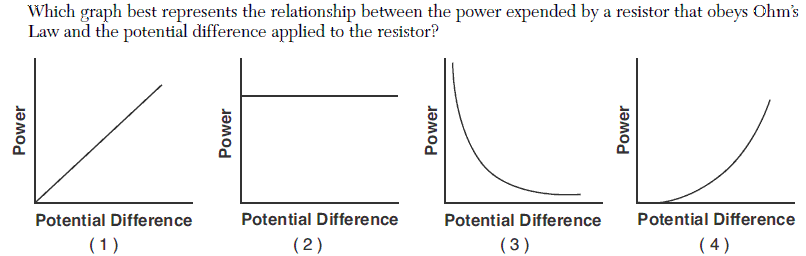 Which graph best represents the relationship between the power expended by a resistor that obeys Ohm's
Law and the potential difference applied to the resistor?
Power
Potential Difference
(1)
Power
Potential Difference
(2)
Power
Potential Difference
(3)
Power
Potential Difference
(4)